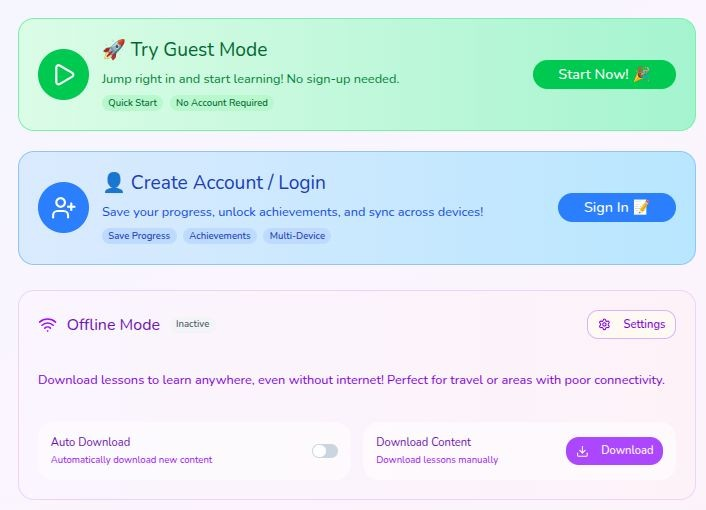 🚀 Try Guest Mode
Jump right in and start learning! No sign-up needed.
Quick Start No Account Required
Start Now! 🎉
👤 Create Account / Login
Save your progress, unlock achievements, and sync across devices!
Save Progress Achievements Multi-Device
Sign In 📝
Offline Mode Inactive
Settings
Download lessons to learn anywhere, even without internet! Perfect for travel or areas with poor connectivity.
Auto Download
Automatically download new content
Download Content
Download lessons manually
Download